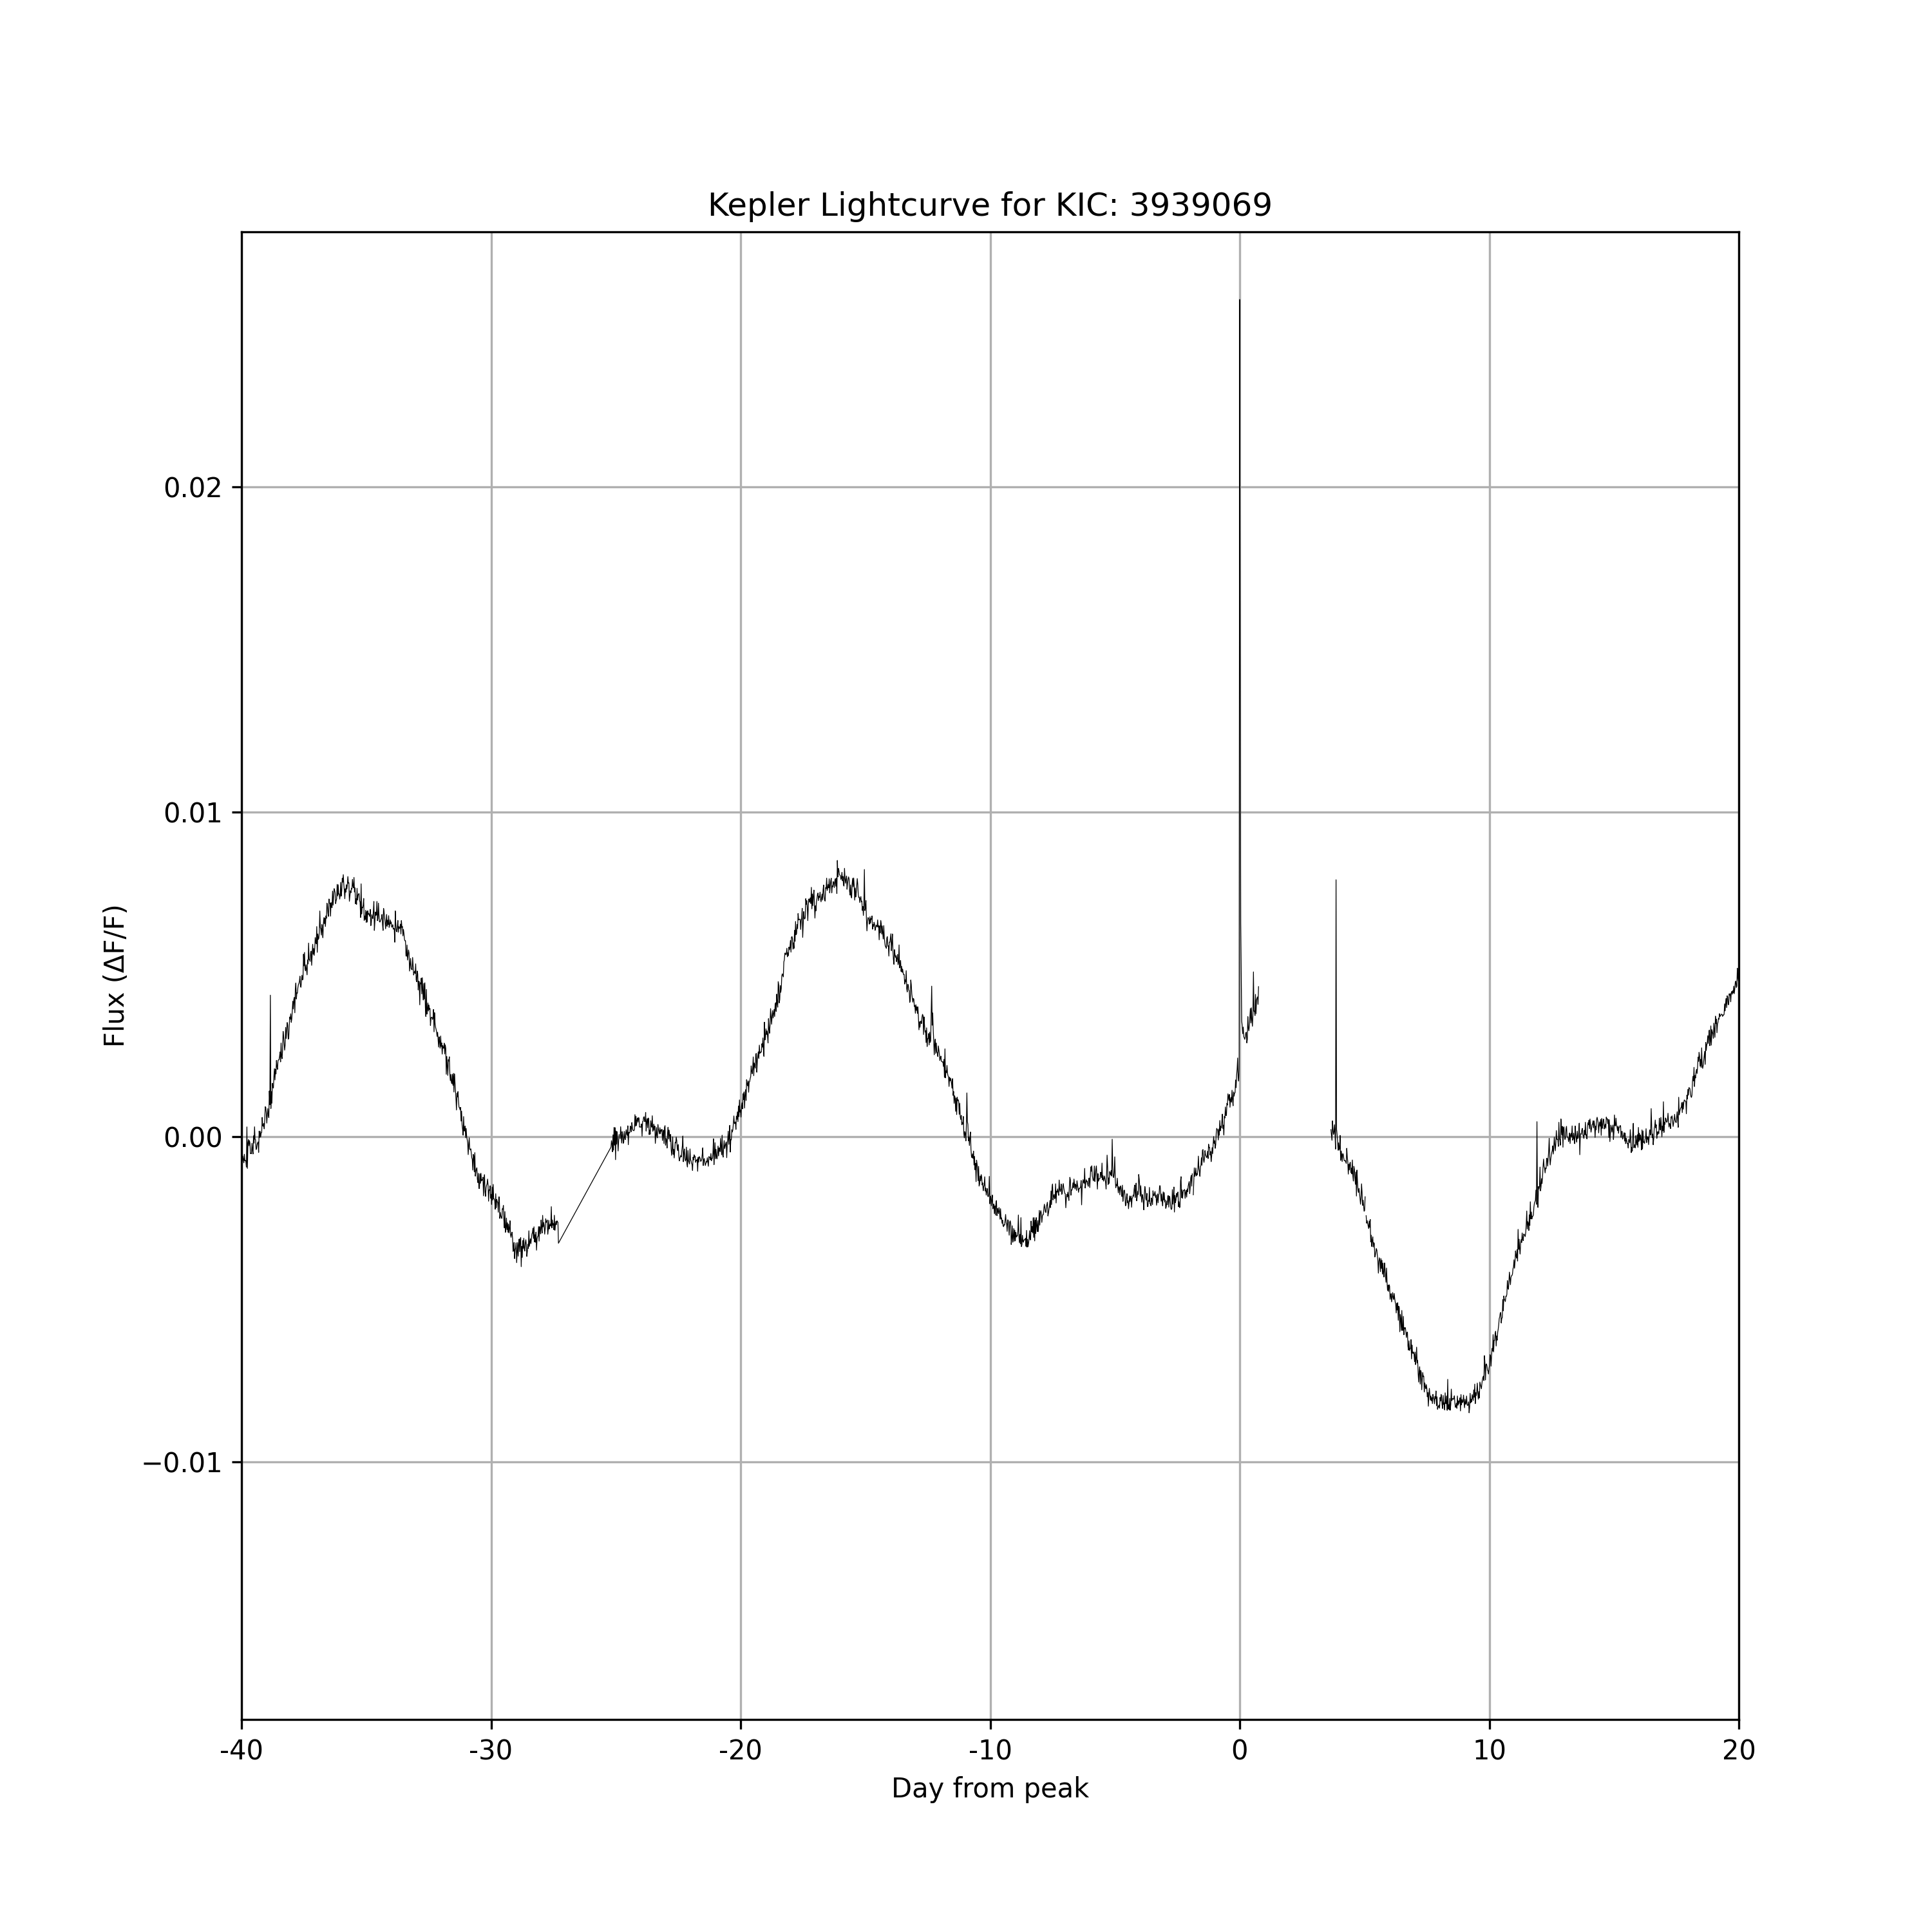 Kepler Lightcurve for KIC: 3939069
Flux (ΔF/F)
0.02
0.01
0.00
−0.01
-40 -30 -20 -10 0 10 20
Day from peak